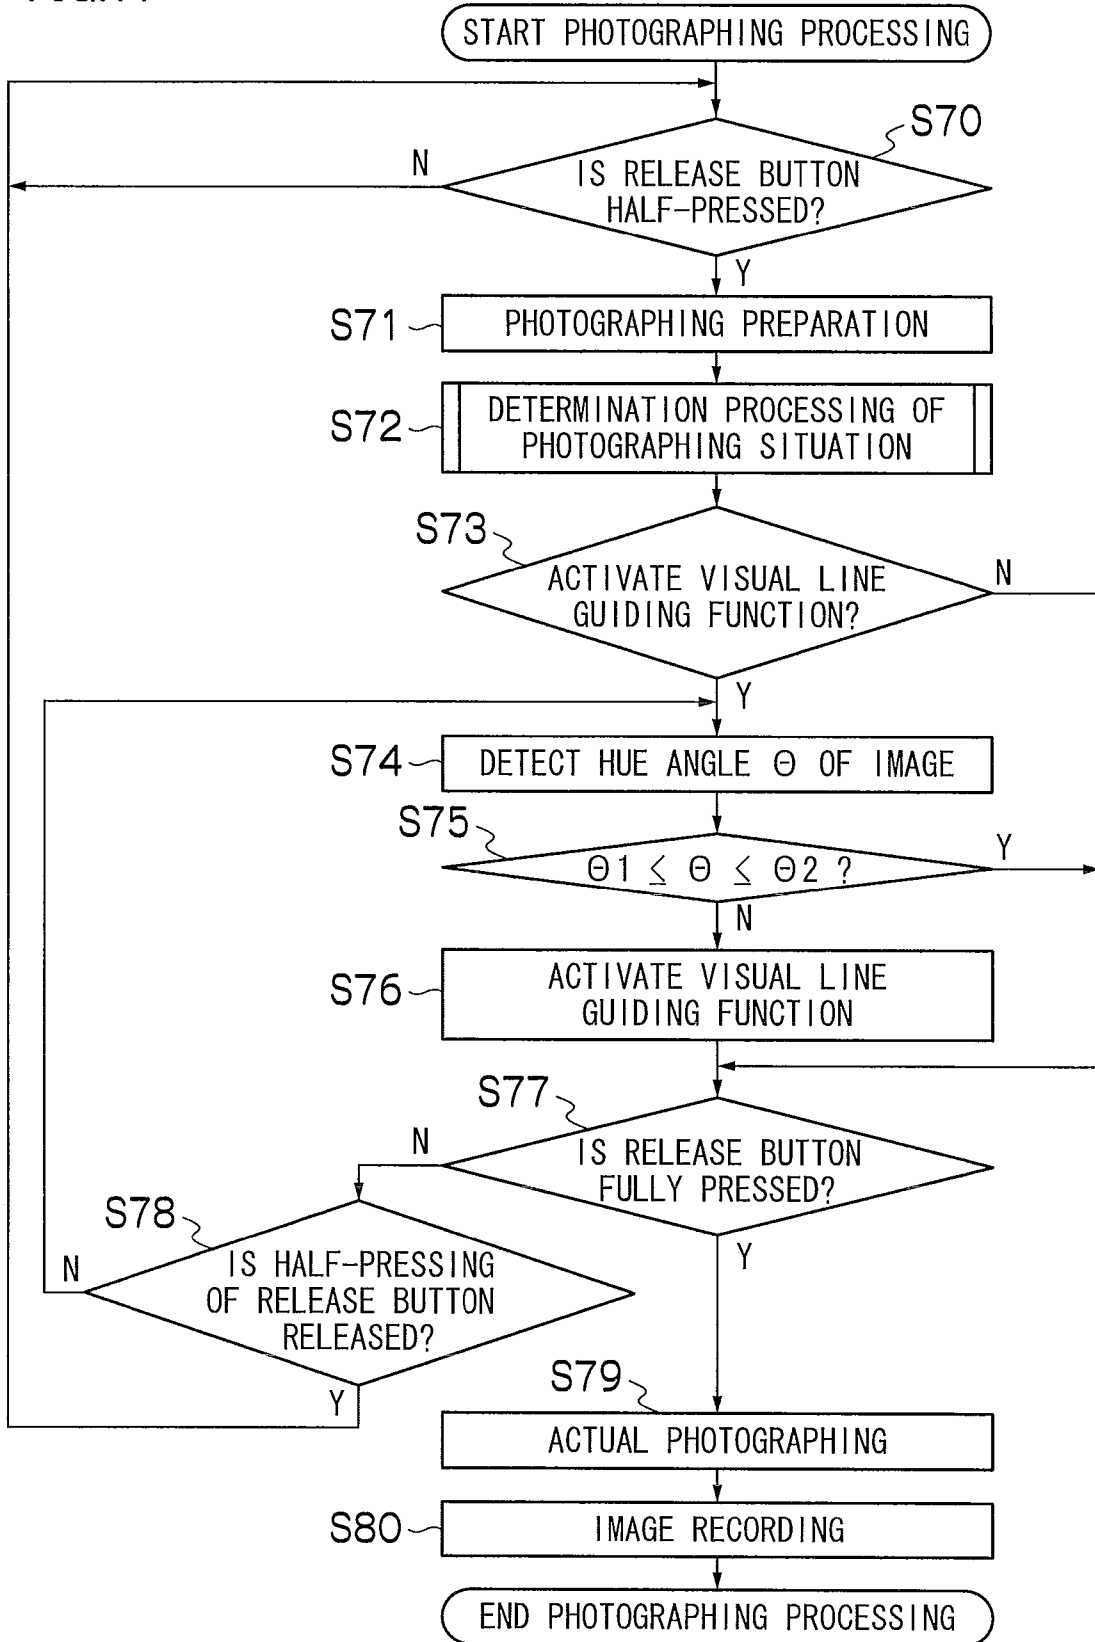 START PHOTOGRAPHING PROCESSING
S70
N
IS RELEASE BUTTON
HALF-PRESSED?
Y
S71
PHOTOGRAPHING PREPARATION
S72
DETERMINATION PROCESSING OF
PHOTOGRAPHING SITUATION
S73
ACTIVATE VISUAL LINE
GUIDING FUNCTION?
N
Y
S74
DETECT HUE ANGLE Θ OF IMAGE
S75
Θ1 ≤ Θ ≤ Θ2 ?
Y
N
S76
ACTIVATE VISUAL LINE
GUIDING FUNCTION
S77
N
IS RELEASE BUTTON
FULLY PRESSED?
Y
S78
N
IS HALF-PRESSING
OF RELEASE BUTTON
RELEASED?
Y
S79
ACTUAL PHOTOGRAPHING
S80
IMAGE RECORDING
END PHOTOGRAPHING PROCESSING